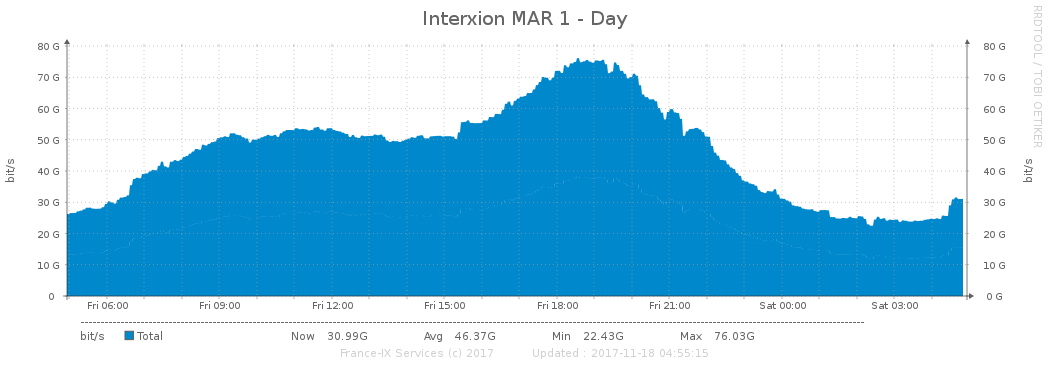 Interxion MAR 1 - Day
RRDTOOL / TOBI OETIKER
80 G 80 G
70 G 70 G
60 G 60 G
50 G 50 G
40 G 40 G
30 G 30 G
20 G 20 G
10 G 10 G
0 0 G
bit/s bit/s
Fri 06:00 Fri 09:00 Fri 12:00 Fri 15:00 Fri 18:00 Fri 21:00 Sat 00:00 Sat 03:00
bit/s Total Now 30.99G Avg 46.37G Min 22.43G Max 76.03G
France-IX Services (c) 2017 Updated : 2017-11-18 04:55:15